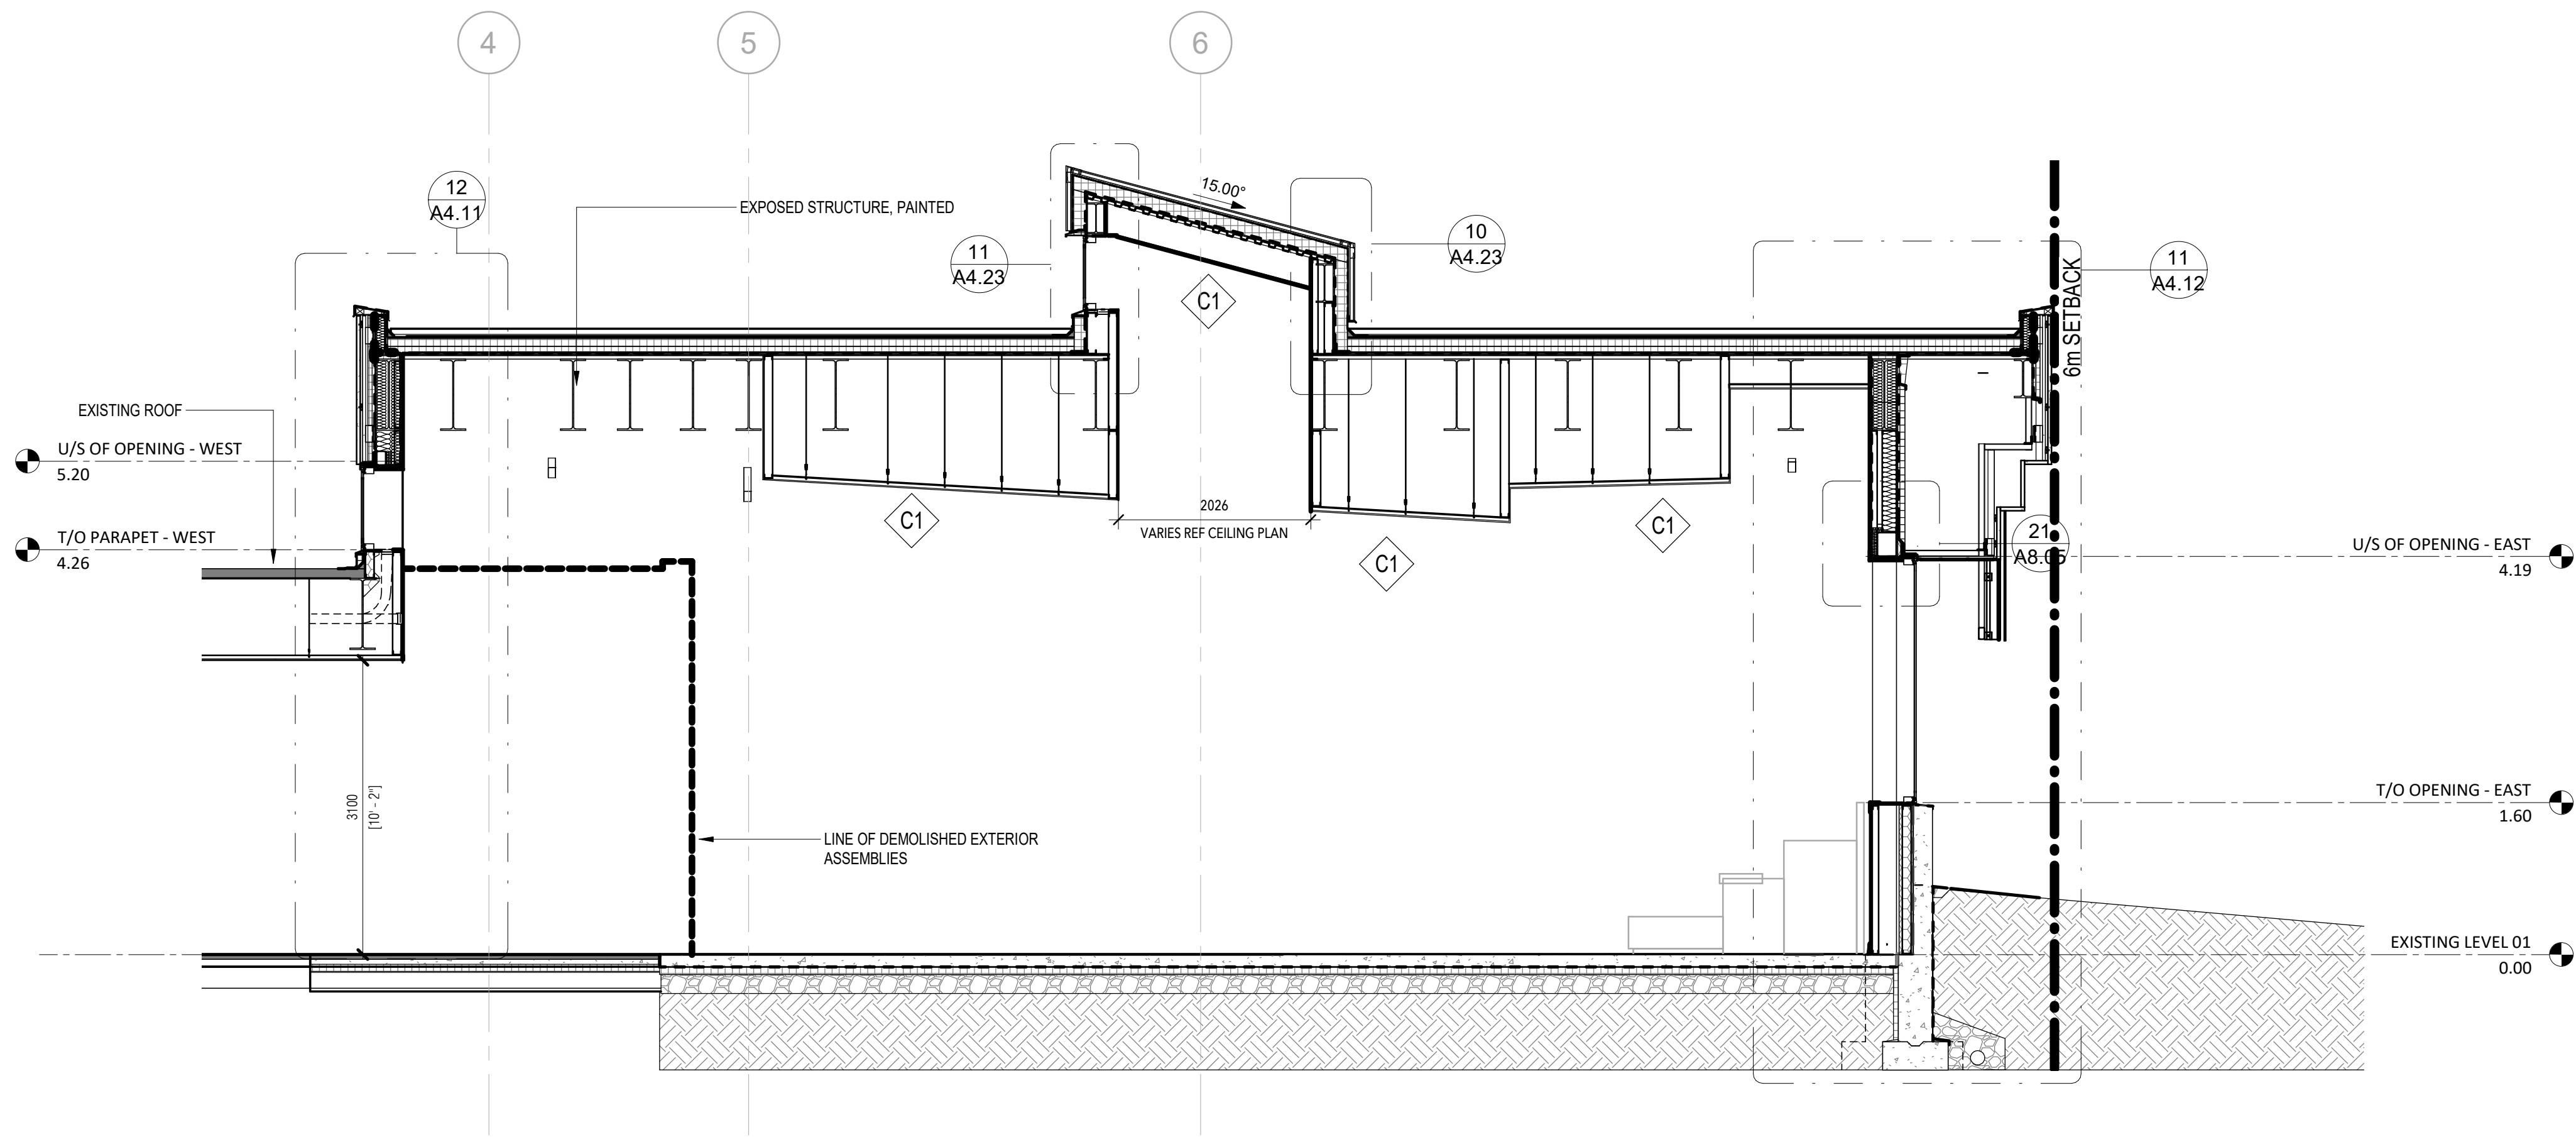 4
5
6
12
A4.11
EXPOSED STRUCTURE, PAINTED
15.00°
11
A4.23
10
A4.23
11
A4.12
6m SETBACK
C1
EXISTING ROOF
U/S OF OPENING - WEST
5.20
T/O PARAPET - WEST
4.26
C1
2026
VARIES REF CEILING PLAN
C1
C1
21
A8.05
U/S OF OPENING - EAST
4.19
3100
[10' - 2"]
LINE OF DEMOLISHED EXTERIOR
ASSEMBLIES
T/O OPENING - EAST
1.60
EXISTING LEVEL 01
0.00